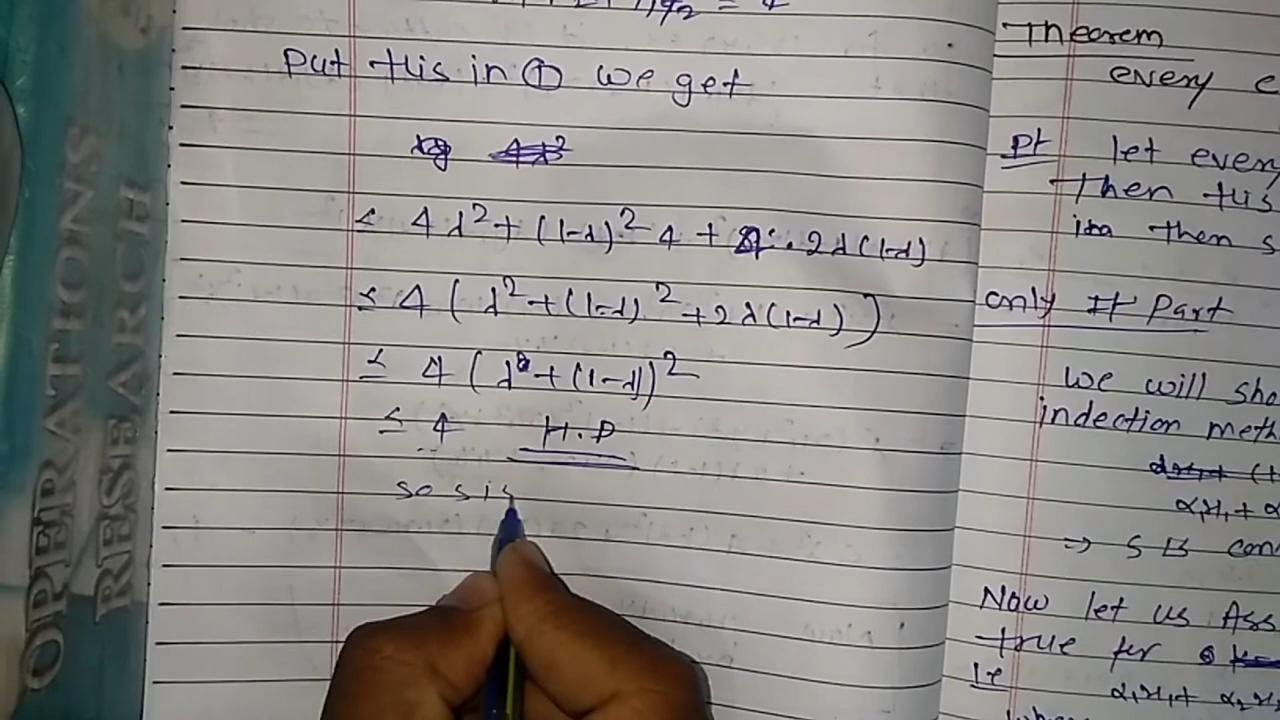 Put this in ① we get
≤ 4λ² + (1-λ)² 4 + 4 . 2λ(1-λ)
≤ 4 ( λ² + (1-λ)² + 2λ(1-λ) )
≤ 4 ( λ + (1-λ))²
≤ 4 H.P
so s is
Theorem
every
Pf let every
Then this
then s
only If Part
we will sho
indection meth
α₁x₁ + α
⇒ S is con
Now let us Ass
true for
ie α₁x₁ + α₂x₂
OPERATIONS
RESEARCH